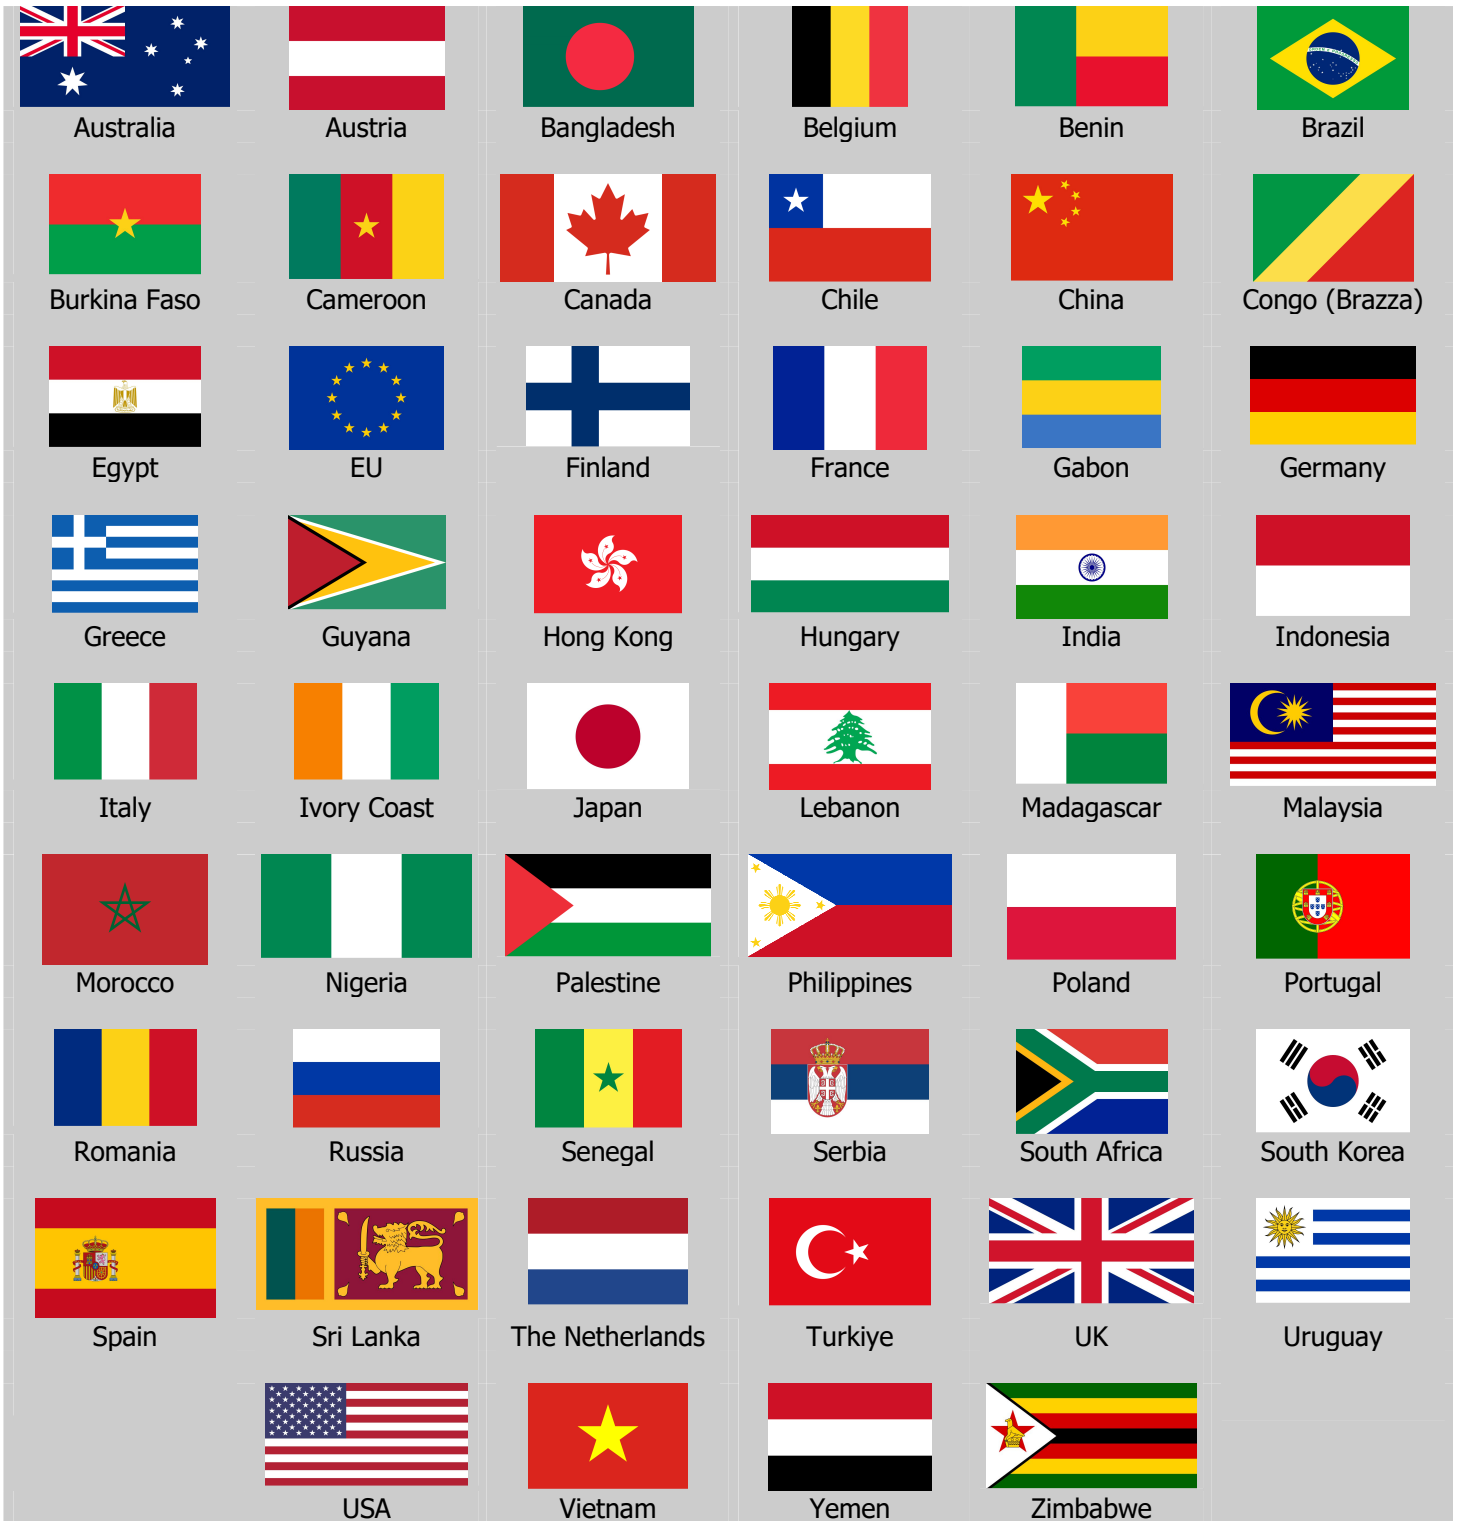 Australia Austria Bangladesh Belgium Benin Brazil
Burkina Faso Cameroon Canada Chile China Congo (Brazza)
Egypt EU Finland France Gabon Germany
Greece Guyana Hong Kong Hungary India Indonesia
Italy Ivory Coast Japan Lebanon Madagascar Malaysia
Morocco Nigeria Palestine Philippines Poland Portugal
Romania Russia Senegal Serbia South Africa South Korea
Spain Sri Lanka The Netherlands Turkiye UK Uruguay
USA Vietnam Yemen Zimbabwe